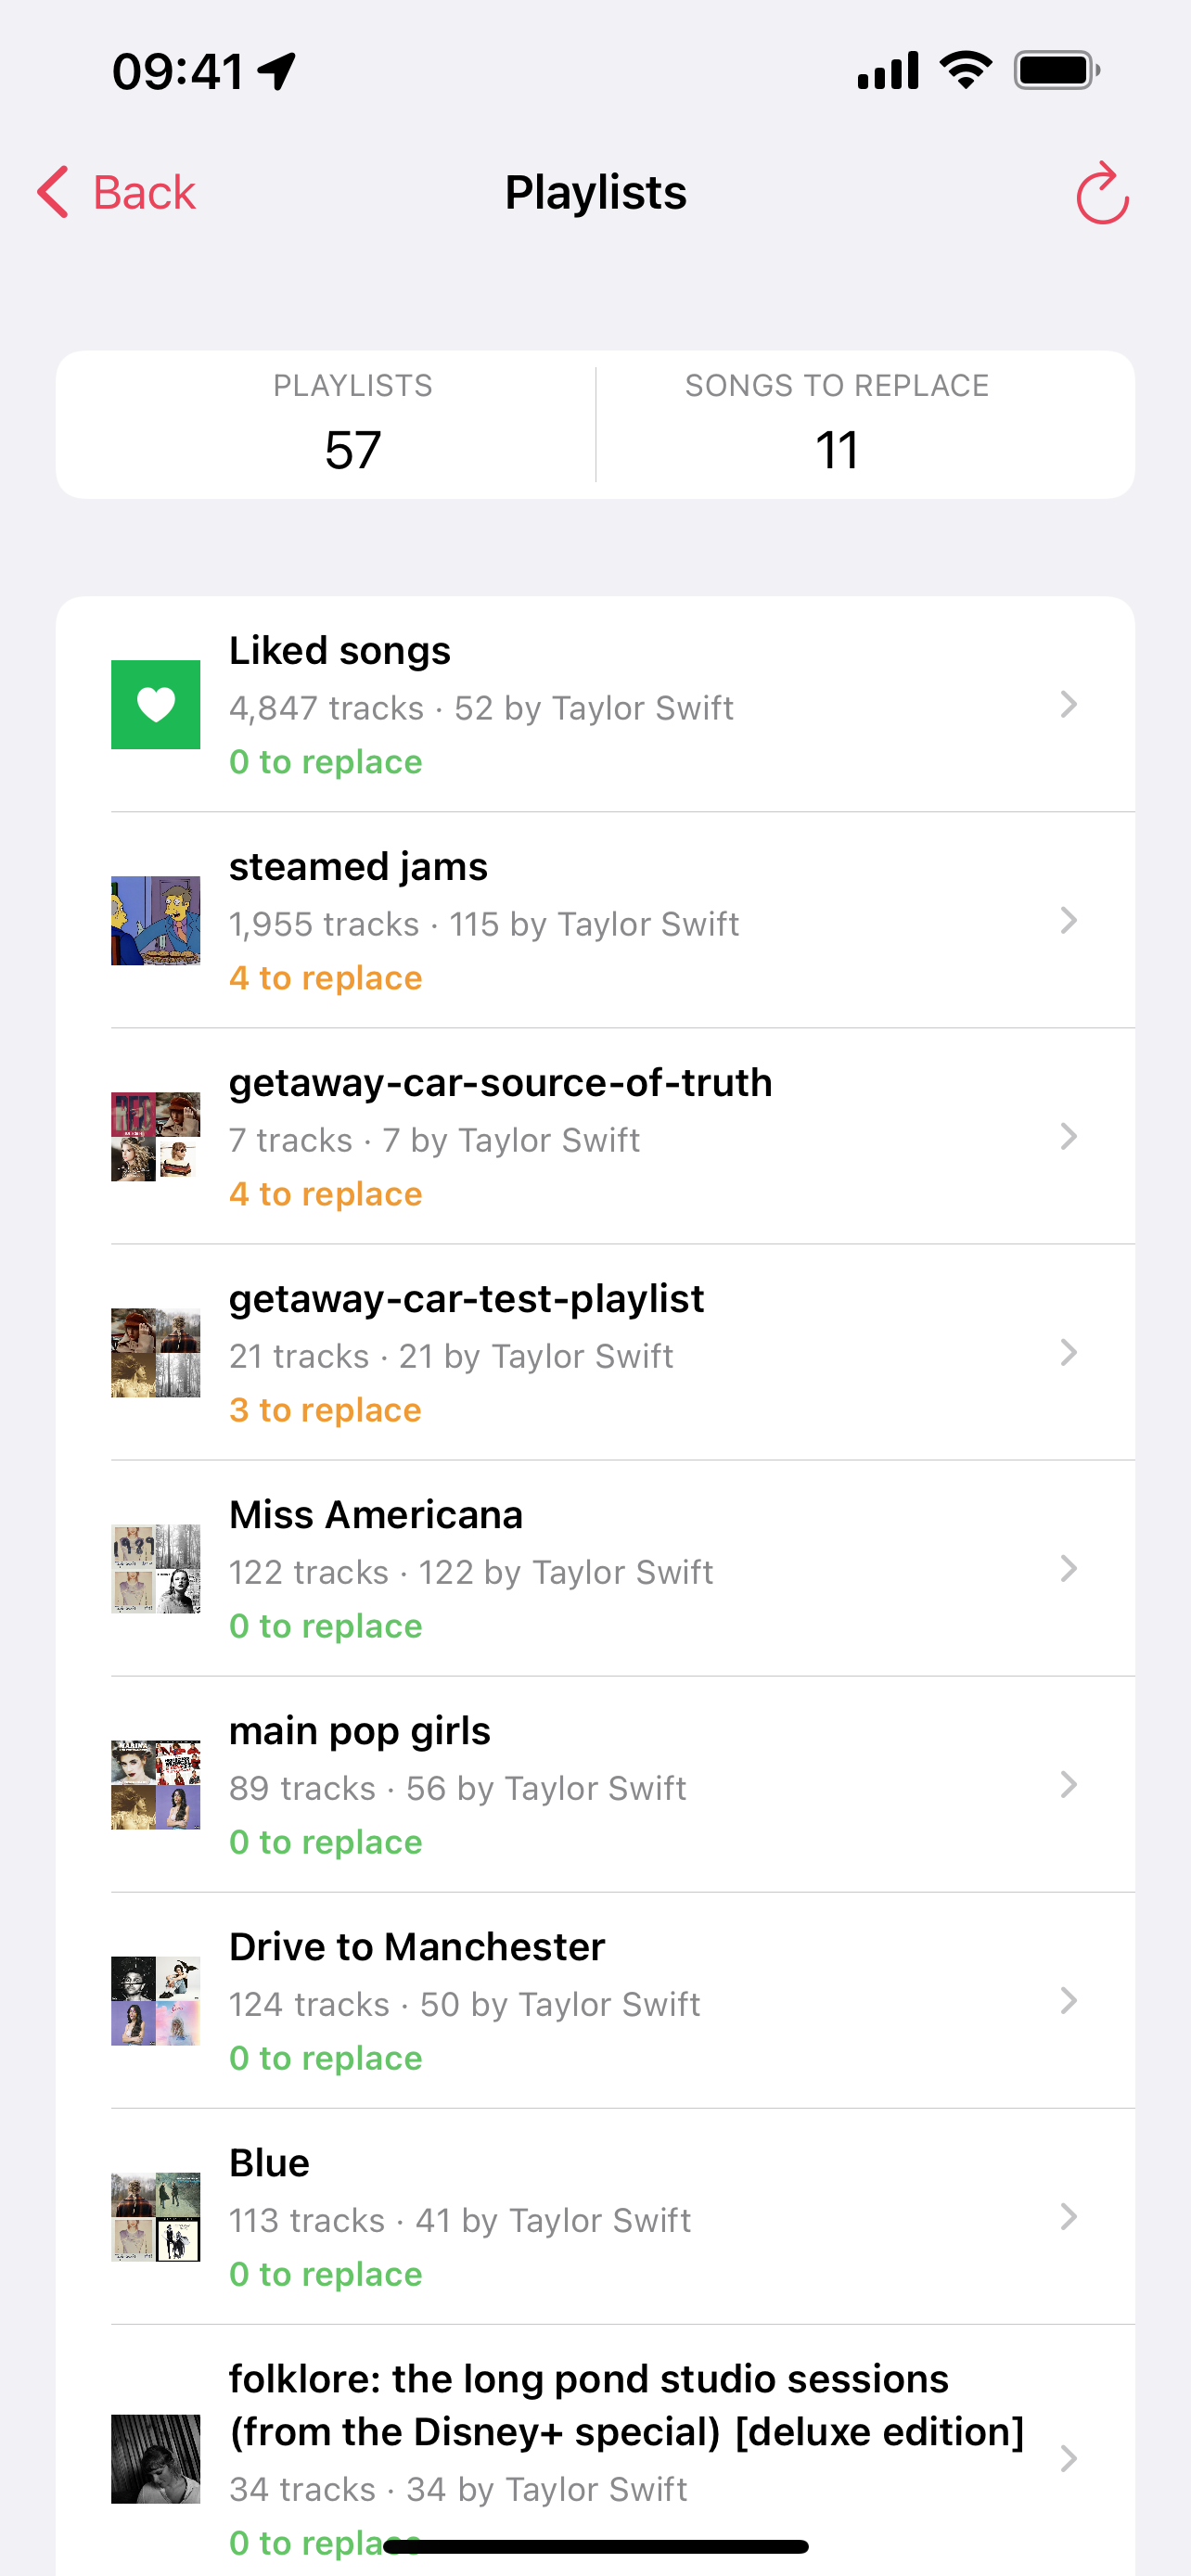 09:41
Back
Playlists
PLAYLISTS
57
SONGS TO REPLACE
11
Liked songs
4,847 tracks · 52 by Taylor Swift
0 to replace
steamed jams
1,955 tracks · 115 by Taylor Swift
4 to replace
getaway-car-source-of-truth
7 tracks · 7 by Taylor Swift
4 to replace
getaway-car-test-playlist
21 tracks · 21 by Taylor Swift
3 to replace
Miss Americana
122 tracks · 122 by Taylor Swift
0 to replace
main pop girls
89 tracks · 56 by Taylor Swift
0 to replace
Drive to Manchester
124 tracks · 50 by Taylor Swift
0 to replace
Blue
113 tracks · 41 by Taylor Swift
0 to replace
folklore: the long pond studio sessions
(from the Disney+ special) [deluxe edition]
34 tracks · 34 by Taylor Swift
0 to replace